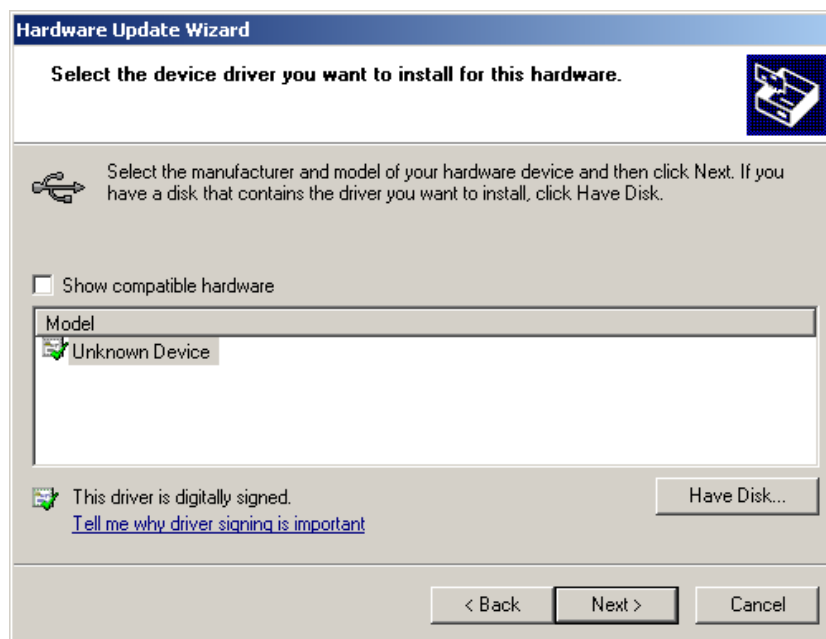 Hardware Update Wizard
Select the device driver you want to install for this hardware.
Select the manufacturer and model of your hardware device and then click Next. If you
have a disk that contains the driver you want to install, click Have Disk.
Show compatible hardware
Model
Unknown Device
This driver is digitally signed.
Have Disk...
Tell me why driver signing is important
< Back
Next >
Cancel